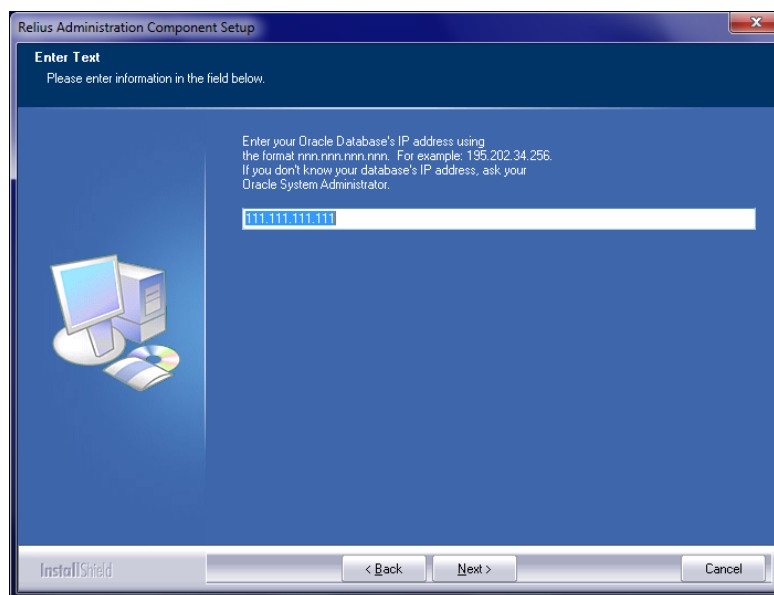 Relius Administration Component Setup
Enter Text
Please enter information in the field below.
Enter your Oracle Database's IP address using
the format nnn.nnn.nnn.nnn. For example: 195.202.34.256.
If you don't know your database's IP address, ask your
Oracle System Administrator.
111.111.111.111
InstallShield
< Back
Next >
Cancel